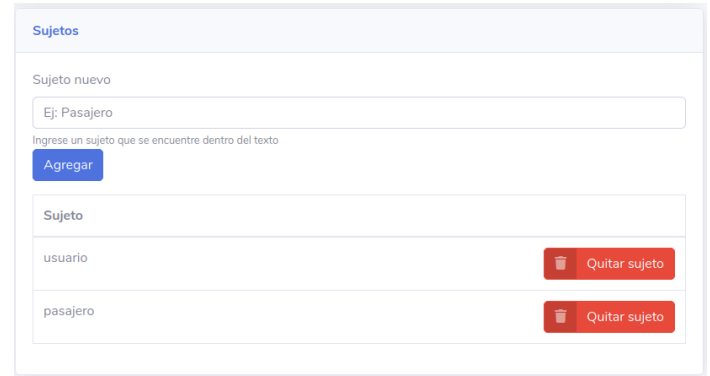 Sujetos
Sujeto nuevo
Ej: Pasajero
Ingrese un sujeto que se encuentre dentro del texto
Agregar
Sujeto
usuario
Quitar sujeto
pasajero
Quitar sujeto